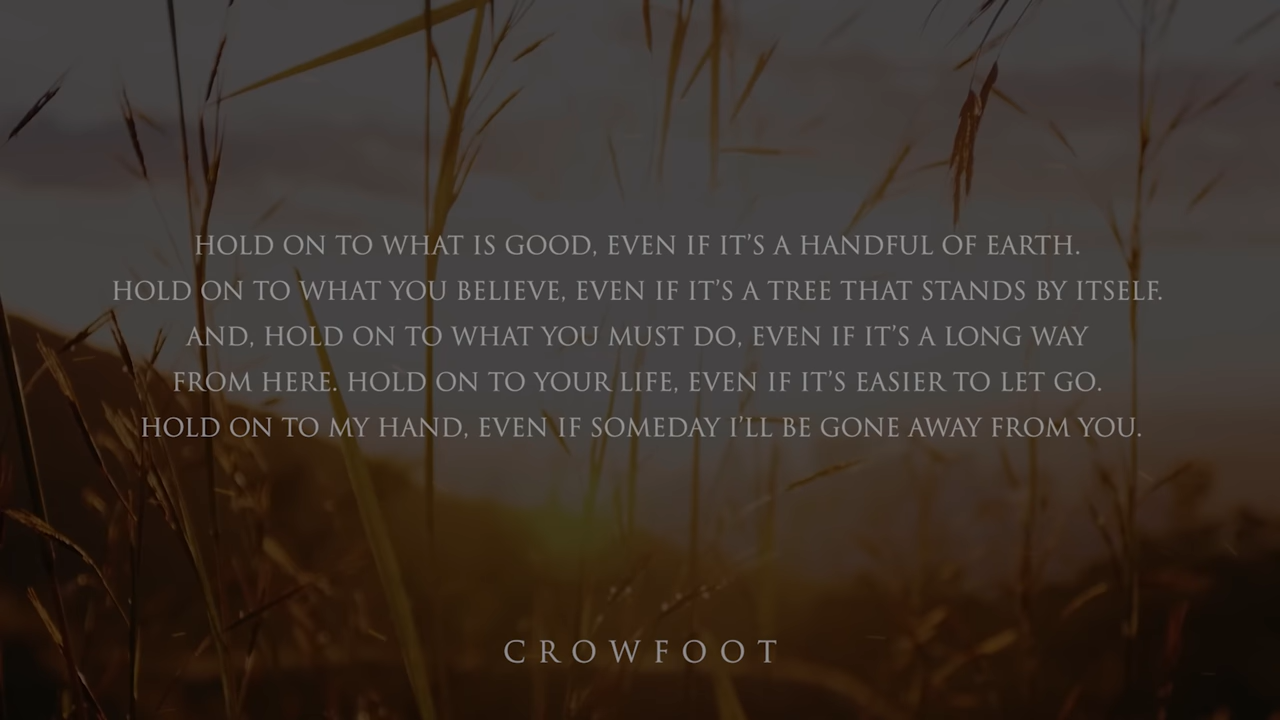 HOLD ON TO WHAT IS GOOD, EVEN IF IT'S A HANDFUL OF EARTH.
HOLD ON TO WHAT YOU BELIEVE, EVEN IF IT'S A TREE THAT STANDS BY ITSELF.
AND, HOLD ON TO WHAT YOU MUST DO, EVEN IF IT'S A LONG WAY
FROM HERE. HOLD ON TO YOUR LIFE, EVEN IF IT'S EASIER TO LET GO.
HOLD ON TO MY HAND, EVEN IF SOMEDAY I'LL BE GONE AWAY FROM YOU.
CROWFOOT